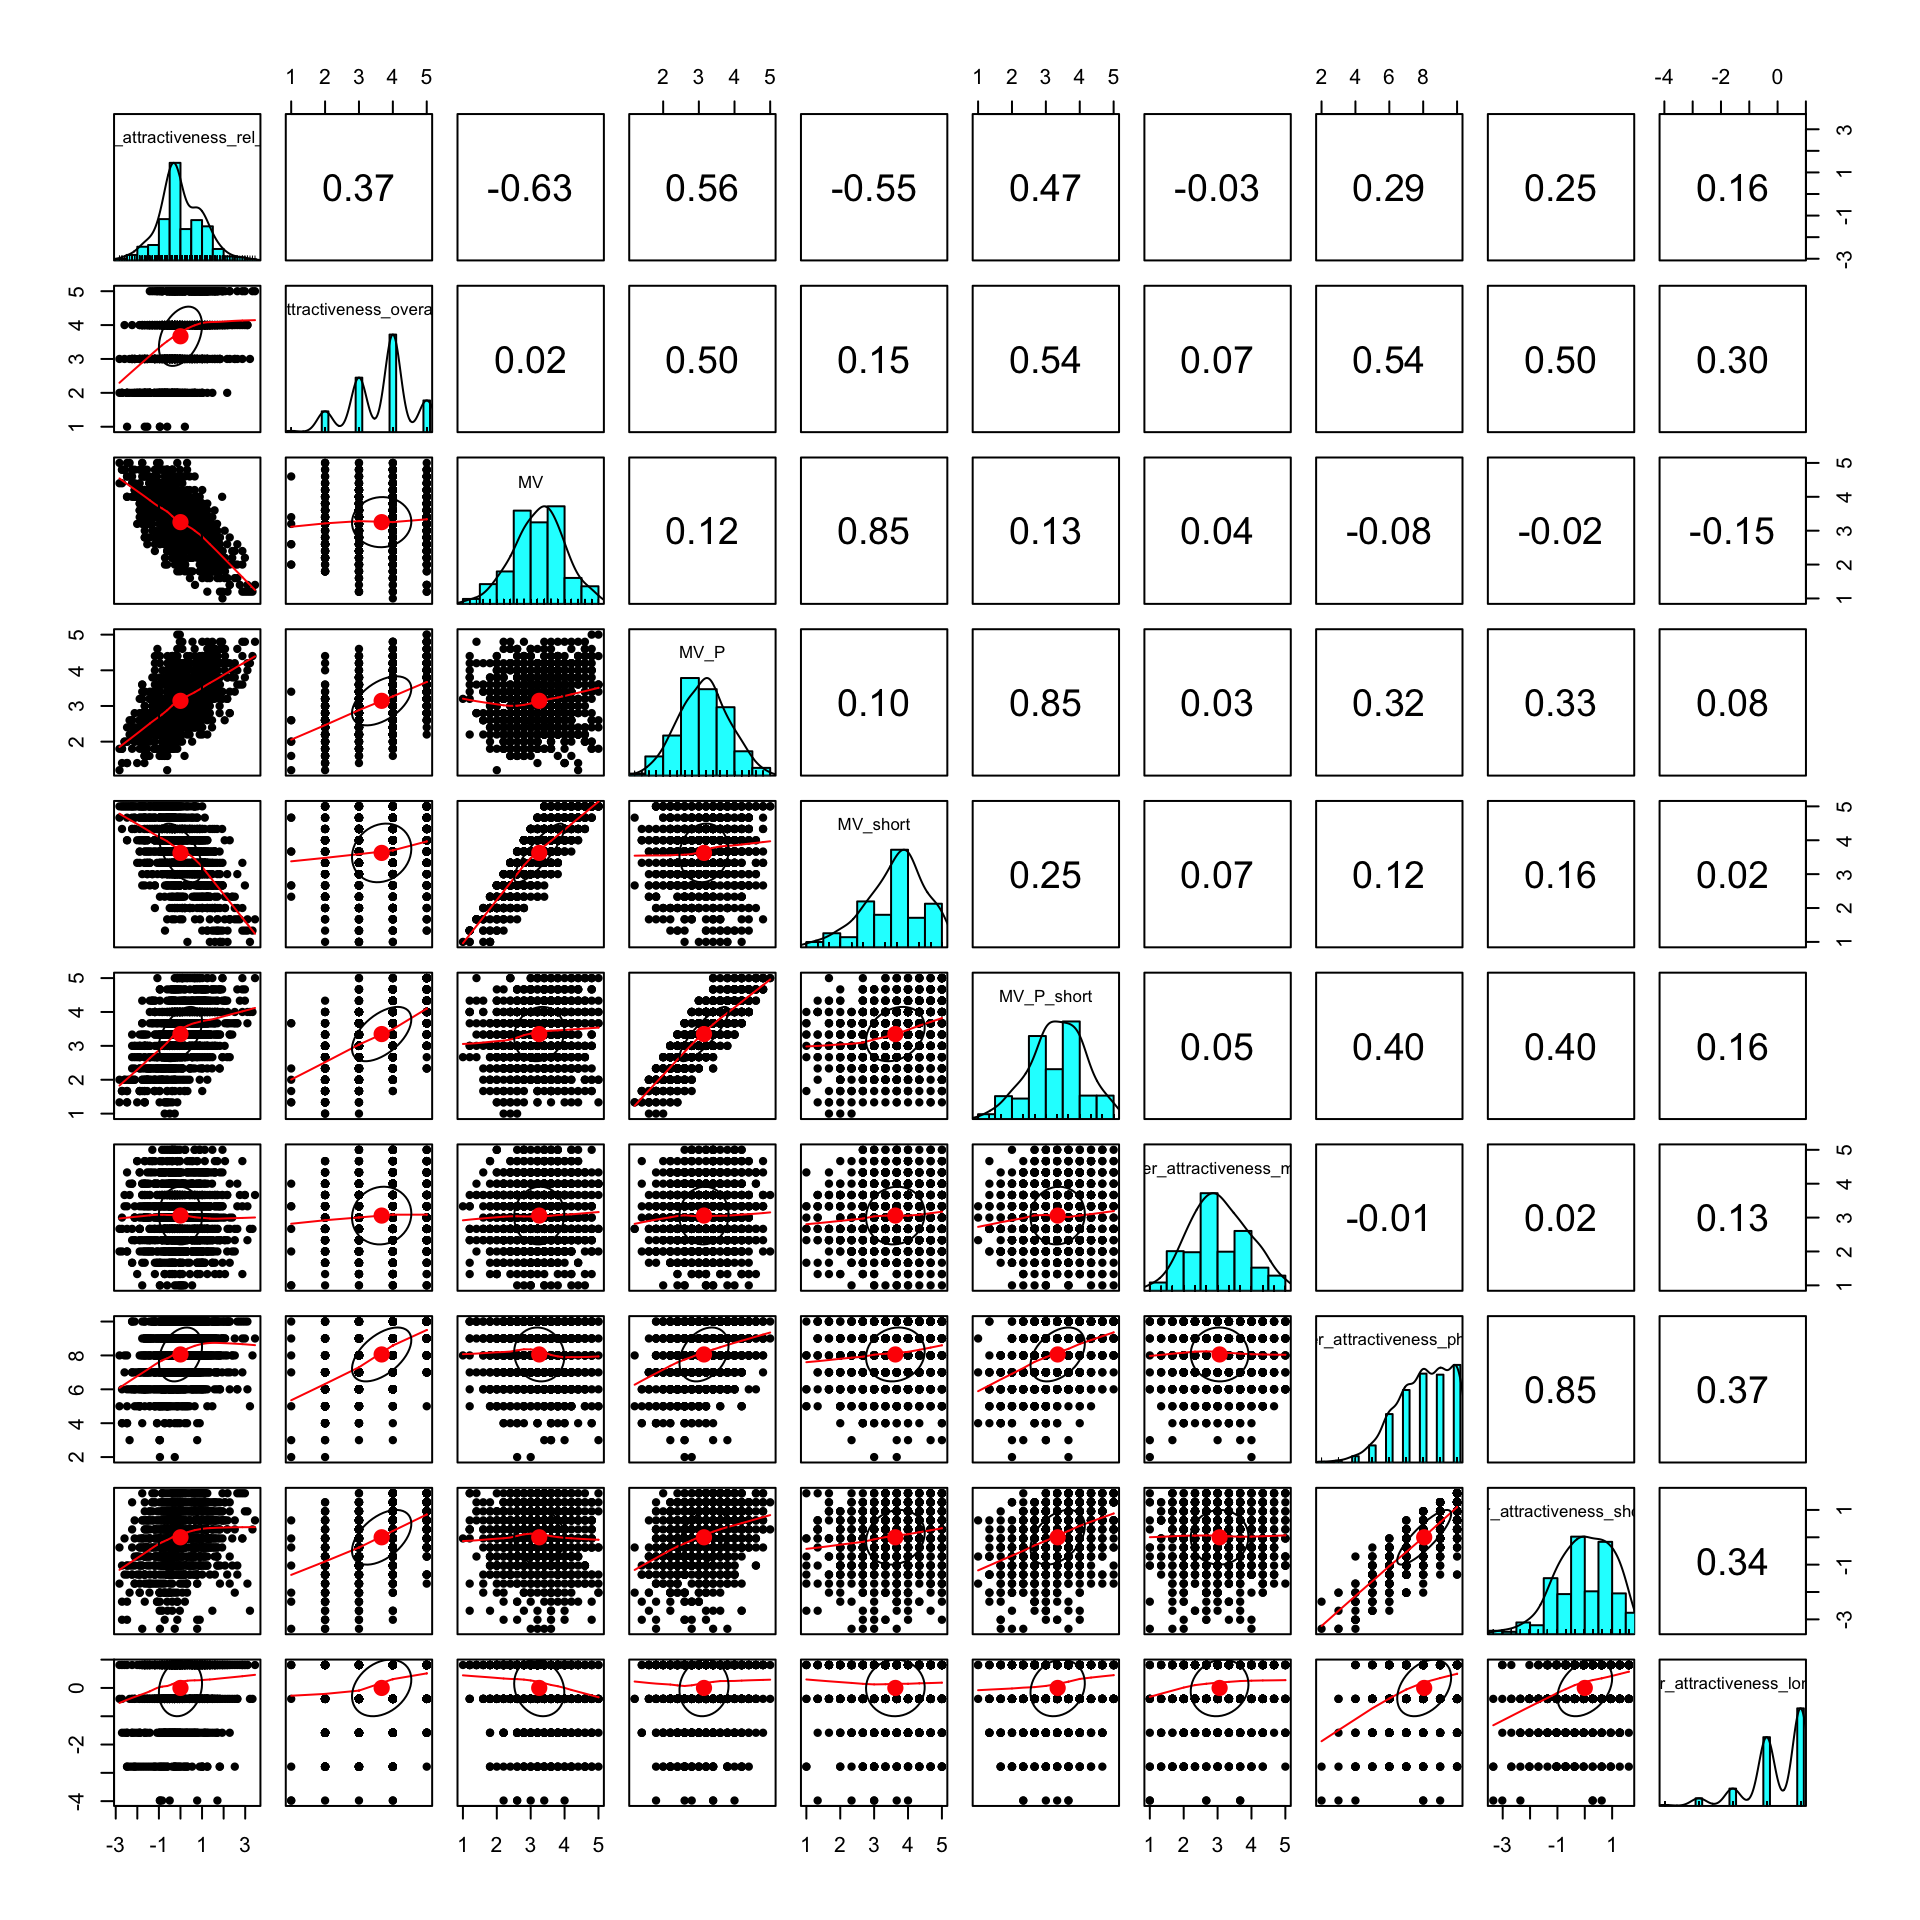 1 2 3 4 5 2 3 4 5 1 2 3 4 5 2 4 6 8 -4 -2 0
_attractiveness_rel_ 0.37 -0.63 0.56 -0.55 0.47 -0.03 0.29 0.25 0.16 -3 -1 1 3
1 2 3 4 5 ttractiveness_overa 0.02 0.50 0.15 0.54 0.07 0.54 0.50 0.30
MV 0.12 0.85 0.13 0.04 -0.08 -0.02 -0.15 1 2 3 4 5
2 3 4 5 MV_P 0.10 0.85 0.03 0.32 0.33 0.08
MV_short 0.25 0.07 0.12 0.16 0.02 1 2 3 4 5
1 2 3 4 5 MV_P_short 0.05 0.40 0.40 0.16
er_attractiveness_m -0.01 0.02 0.13 1 2 3 4 5
2 4 6 8 er_attractiveness_ph 0.85 0.37
r_attractiveness_sho 0.34 -3 -1 1
-4 -2 0 r_attractiveness_lor
-3 -1 1 3 1 2 3 4 5 1 2 3 4 5 1 2 3 4 5 -3 -1 1